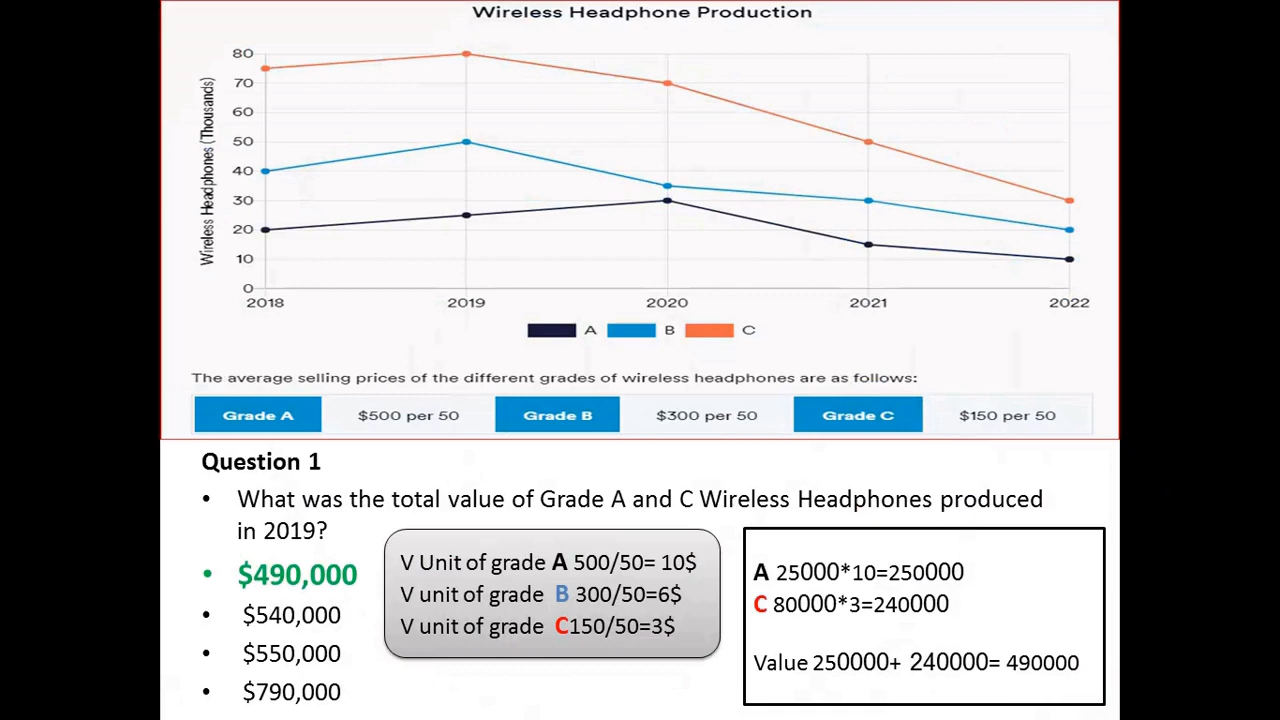 Wireless Headphone Production
Wireless Headphones (Thousands)
80
70
60
50
40
30
20
10
0
2018 2019 2020 2021 2022
A B C
The average selling prices of the different grades of wireless headphones are as follows:
Grade A $500 per 50 Grade B $300 per 50 Grade C $150 per 50
Question 1
• What was the total value of Grade A and C Wireless Headphones produced
in 2019?
• $490,000
• $540,000
• $550,000
• $790,000
V Unit of grade A 500/50= 10$
V unit of grade B 300/50=6$
V unit of grade C150/50=3$
A 25000*10=250000
C 80000*3=240000
Value 250000+ 240000= 490000